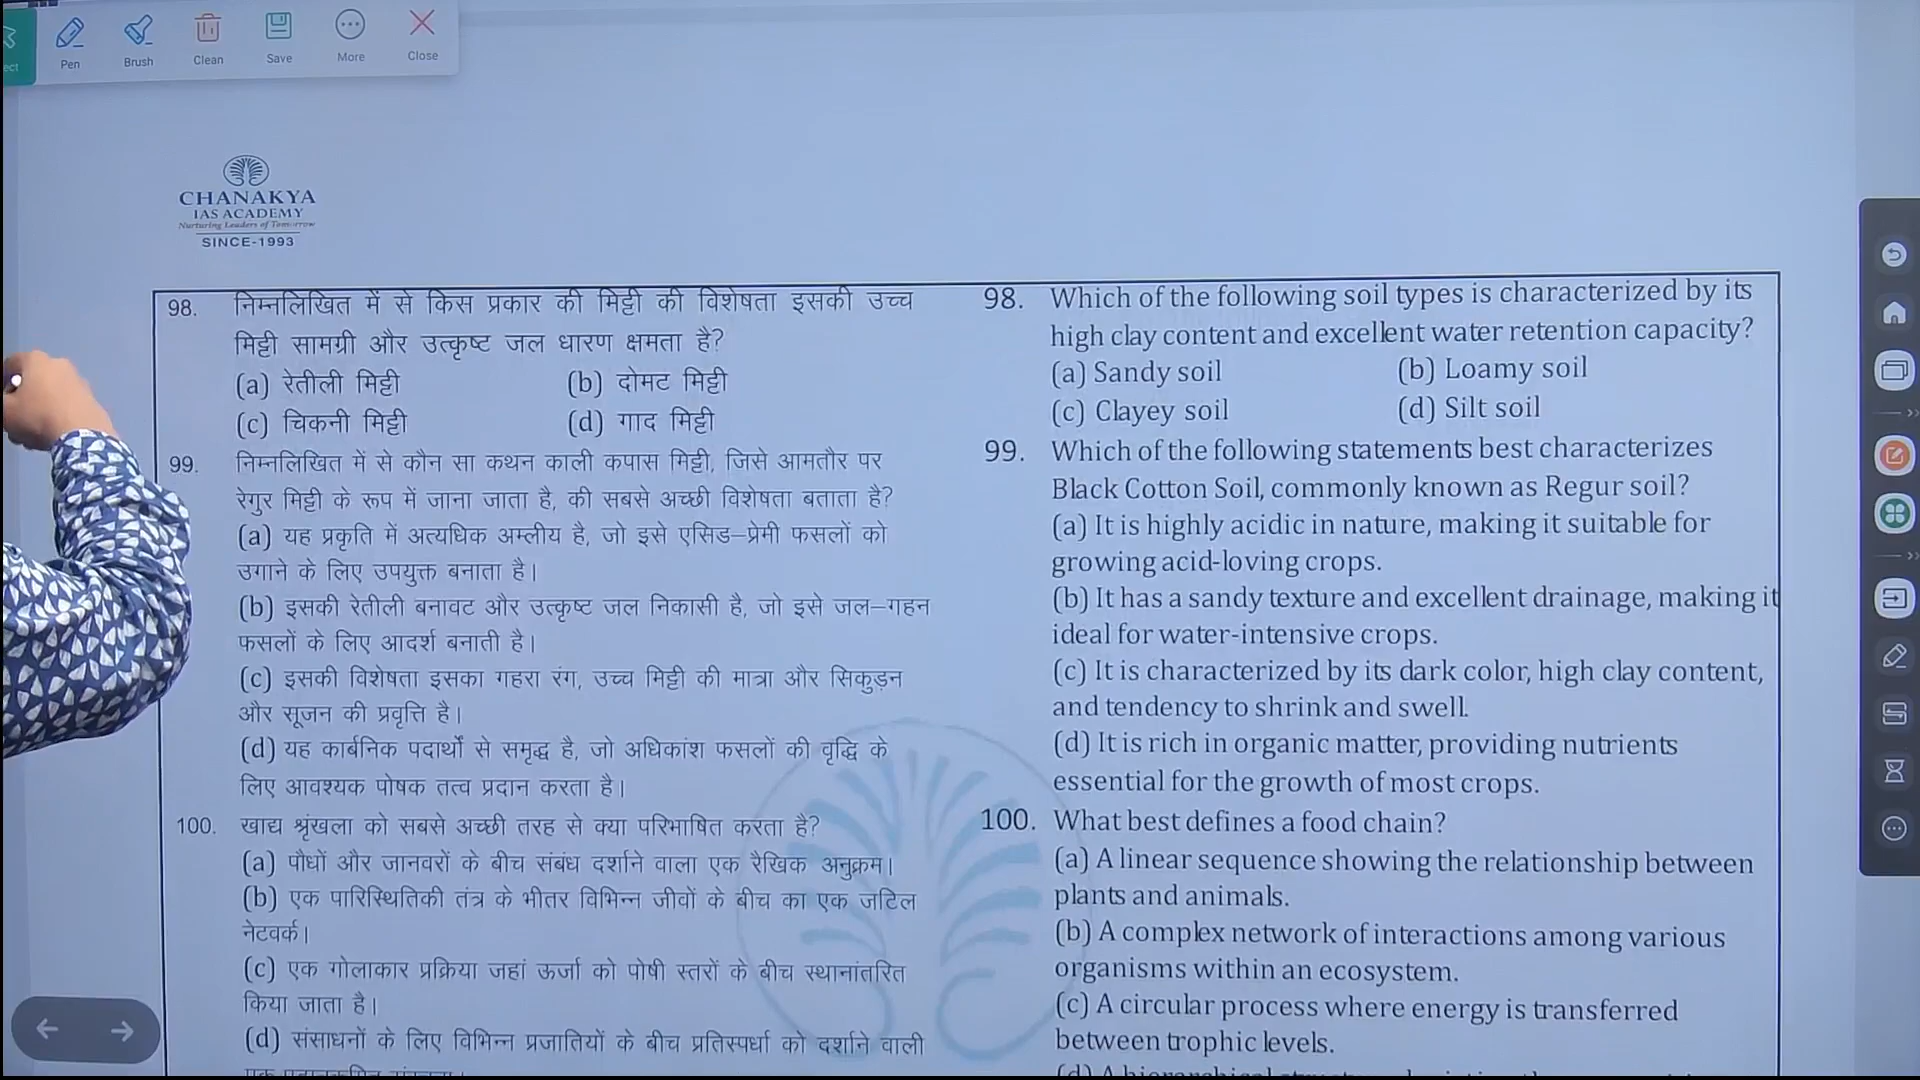 ect
Pen
Brush
Clean
Save
More
Close
CHANAKYA
IAS ACADEMY
Nurturing Leaders of Tomorrow
SINCE-1993
98. निम्नलिखित में से किस प्रकार की मिट्टी की विशेषता इसकी उच्च
मिट्टी सामग्री और उत्कृष्ट जल धारण क्षमता है?
(a) रेतीली मिट्टी (b) दोमट मिट्टी
(c) चिकनी मिट्टी (d) गाद मिट्टी
99. निम्नलिखित में से कौन सा कथन काली कपास मिट्टी, जिसे आमतौर पर
रेगुर मिट्टी के रूप में जाना जाता है, की सबसे अच्छी विशेषता बताता है?
(a) यह प्रकृति में अत्यधिक अम्लीय है, जो इसे एसिड–प्रेमी फसलों को
उगाने के लिए उपयुक्त बनाता है।
(b) इसकी रेतीली बनावट और उत्कृष्ट जल निकासी है, जो इसे जल–गहन
फसलों के लिए आदर्श बनाती है।
(c) इसकी विशेषता इसका गहरा रंग, उच्च मिट्टी की मात्रा और सिकुड़न
और सूजन की प्रवृत्ति है।
(d) यह कार्बनिक पदार्थों से समृद्ध है, जो अधिकांश फसलों की वृद्धि के
लिए आवश्यक पोषक तत्व प्रदान करता है।
100. खाद्य श्रृंखला को सबसे अच्छी तरह से क्या परिभाषित करता है?
(a) पौधों और जानवरों के बीच संबंध दर्शाने वाला एक रैखिक अनुक्रम।
(b) एक पारिस्थितिकी तंत्र के भीतर विभिन्न जीवों के बीच का एक जटिल
नेटवर्क।
(c) एक गोलाकार प्रक्रिया जहां ऊर्जा को पोषी स्तरों के बीच स्थानांतरित
किया जाता है।
(d) संसाधनों के लिए विभिन्न प्रजातियों के बीच प्रतिस्पर्धा को दर्शाने वाली
98. Which of the following soil types is characterized by its
high clay content and excellent water retention capacity?
(a) Sandy soil (b) Loamy soil
(c) Clayey soil (d) Silt soil
99. Which of the following statements best characterizes
Black Cotton Soil, commonly known as Regur soil?
(a) It is highly acidic in nature, making it suitable for
growing acid-loving crops.
(b) It has a sandy texture and excellent drainage, making it
ideal for water-intensive crops.
(c) It is characterized by its dark color, high clay content,
and tendency to shrink and swell.
(d) It is rich in organic matter, providing nutrients
essential for the growth of most crops.
100. What best defines a food chain?
(a) A linear sequence showing the relationship between
plants and animals.
(b) A complex network of interactions among various
organisms within an ecosystem.
(c) A circular process where energy is transferred
between trophic levels.